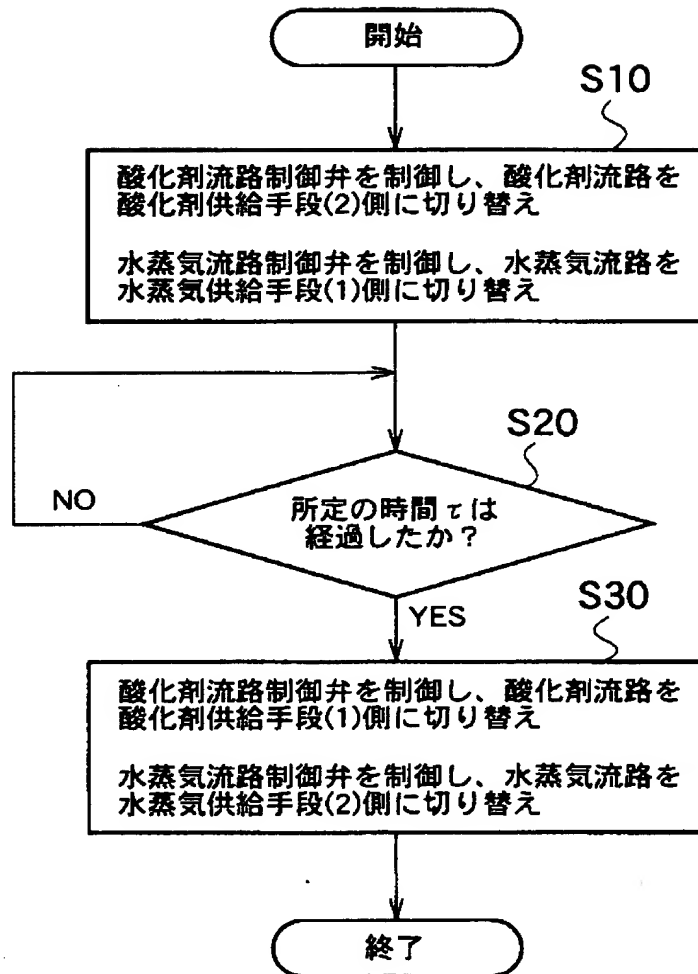 開始
S10
酸化剤流路制御弁を制御し、酸化剤流路を
酸化剤供給手段(2)側に切り替え
水蒸気流路制御弁を制御し、水蒸気流路を
水蒸気供給手段(1)側に切り替え
S20
NO
所定の時間τは
経過したか？
YES
S30
酸化剤流路制御弁を制御し、酸化剤流路を
酸化剤供給手段(1)側に切り替え
水蒸気流路制御弁を制御し、水蒸気流路を
水蒸気供給手段(2)側に切り替え
終了